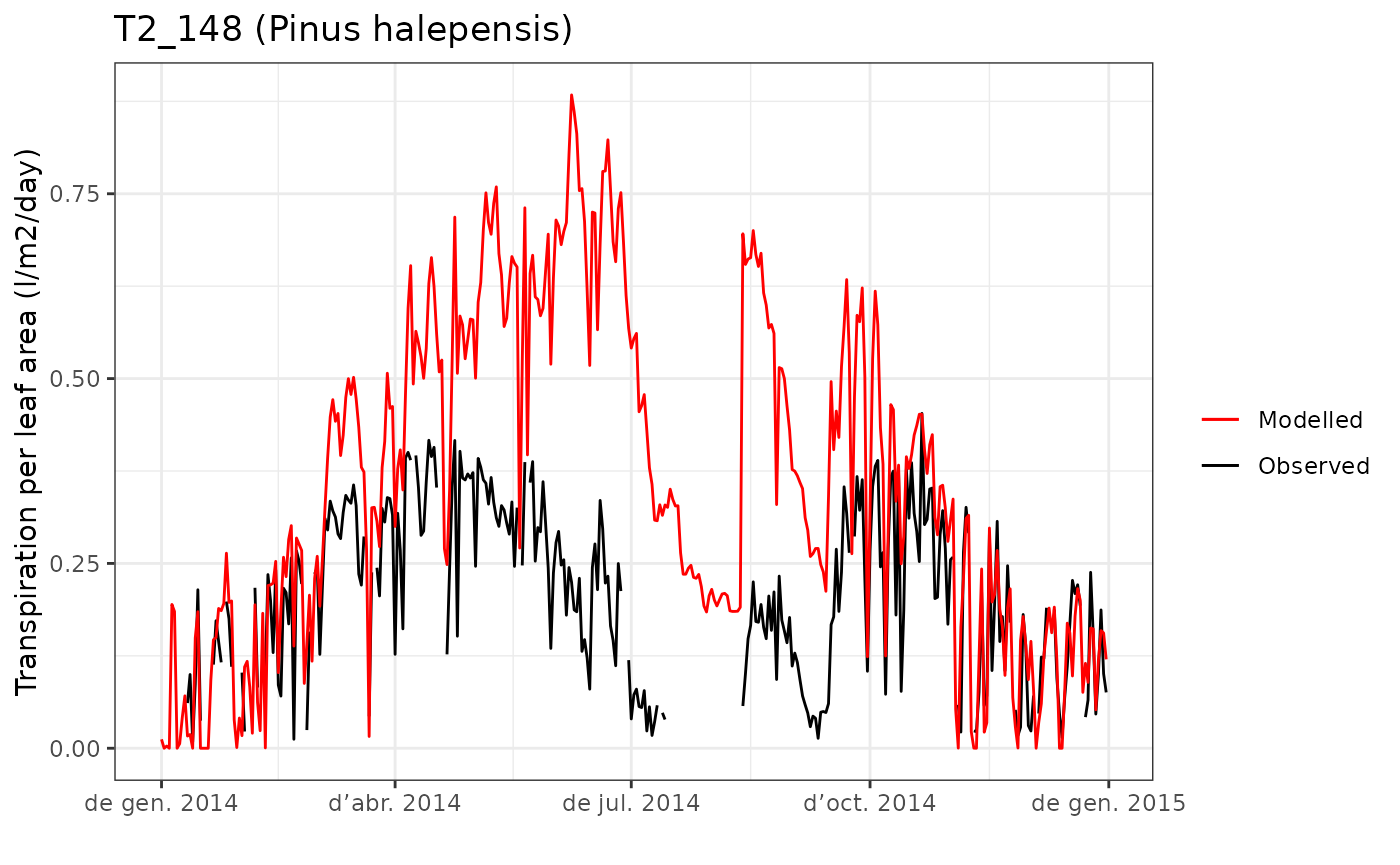 T2_148 (Pinus halepensis)
Transpiration per leaf area (l/m2/day)
0.75
0.50
0.25
0.00
de gen. 2014
d’abr. 2014
de jul. 2014
d’oct. 2014
de gen. 2015
Modelled
Observed